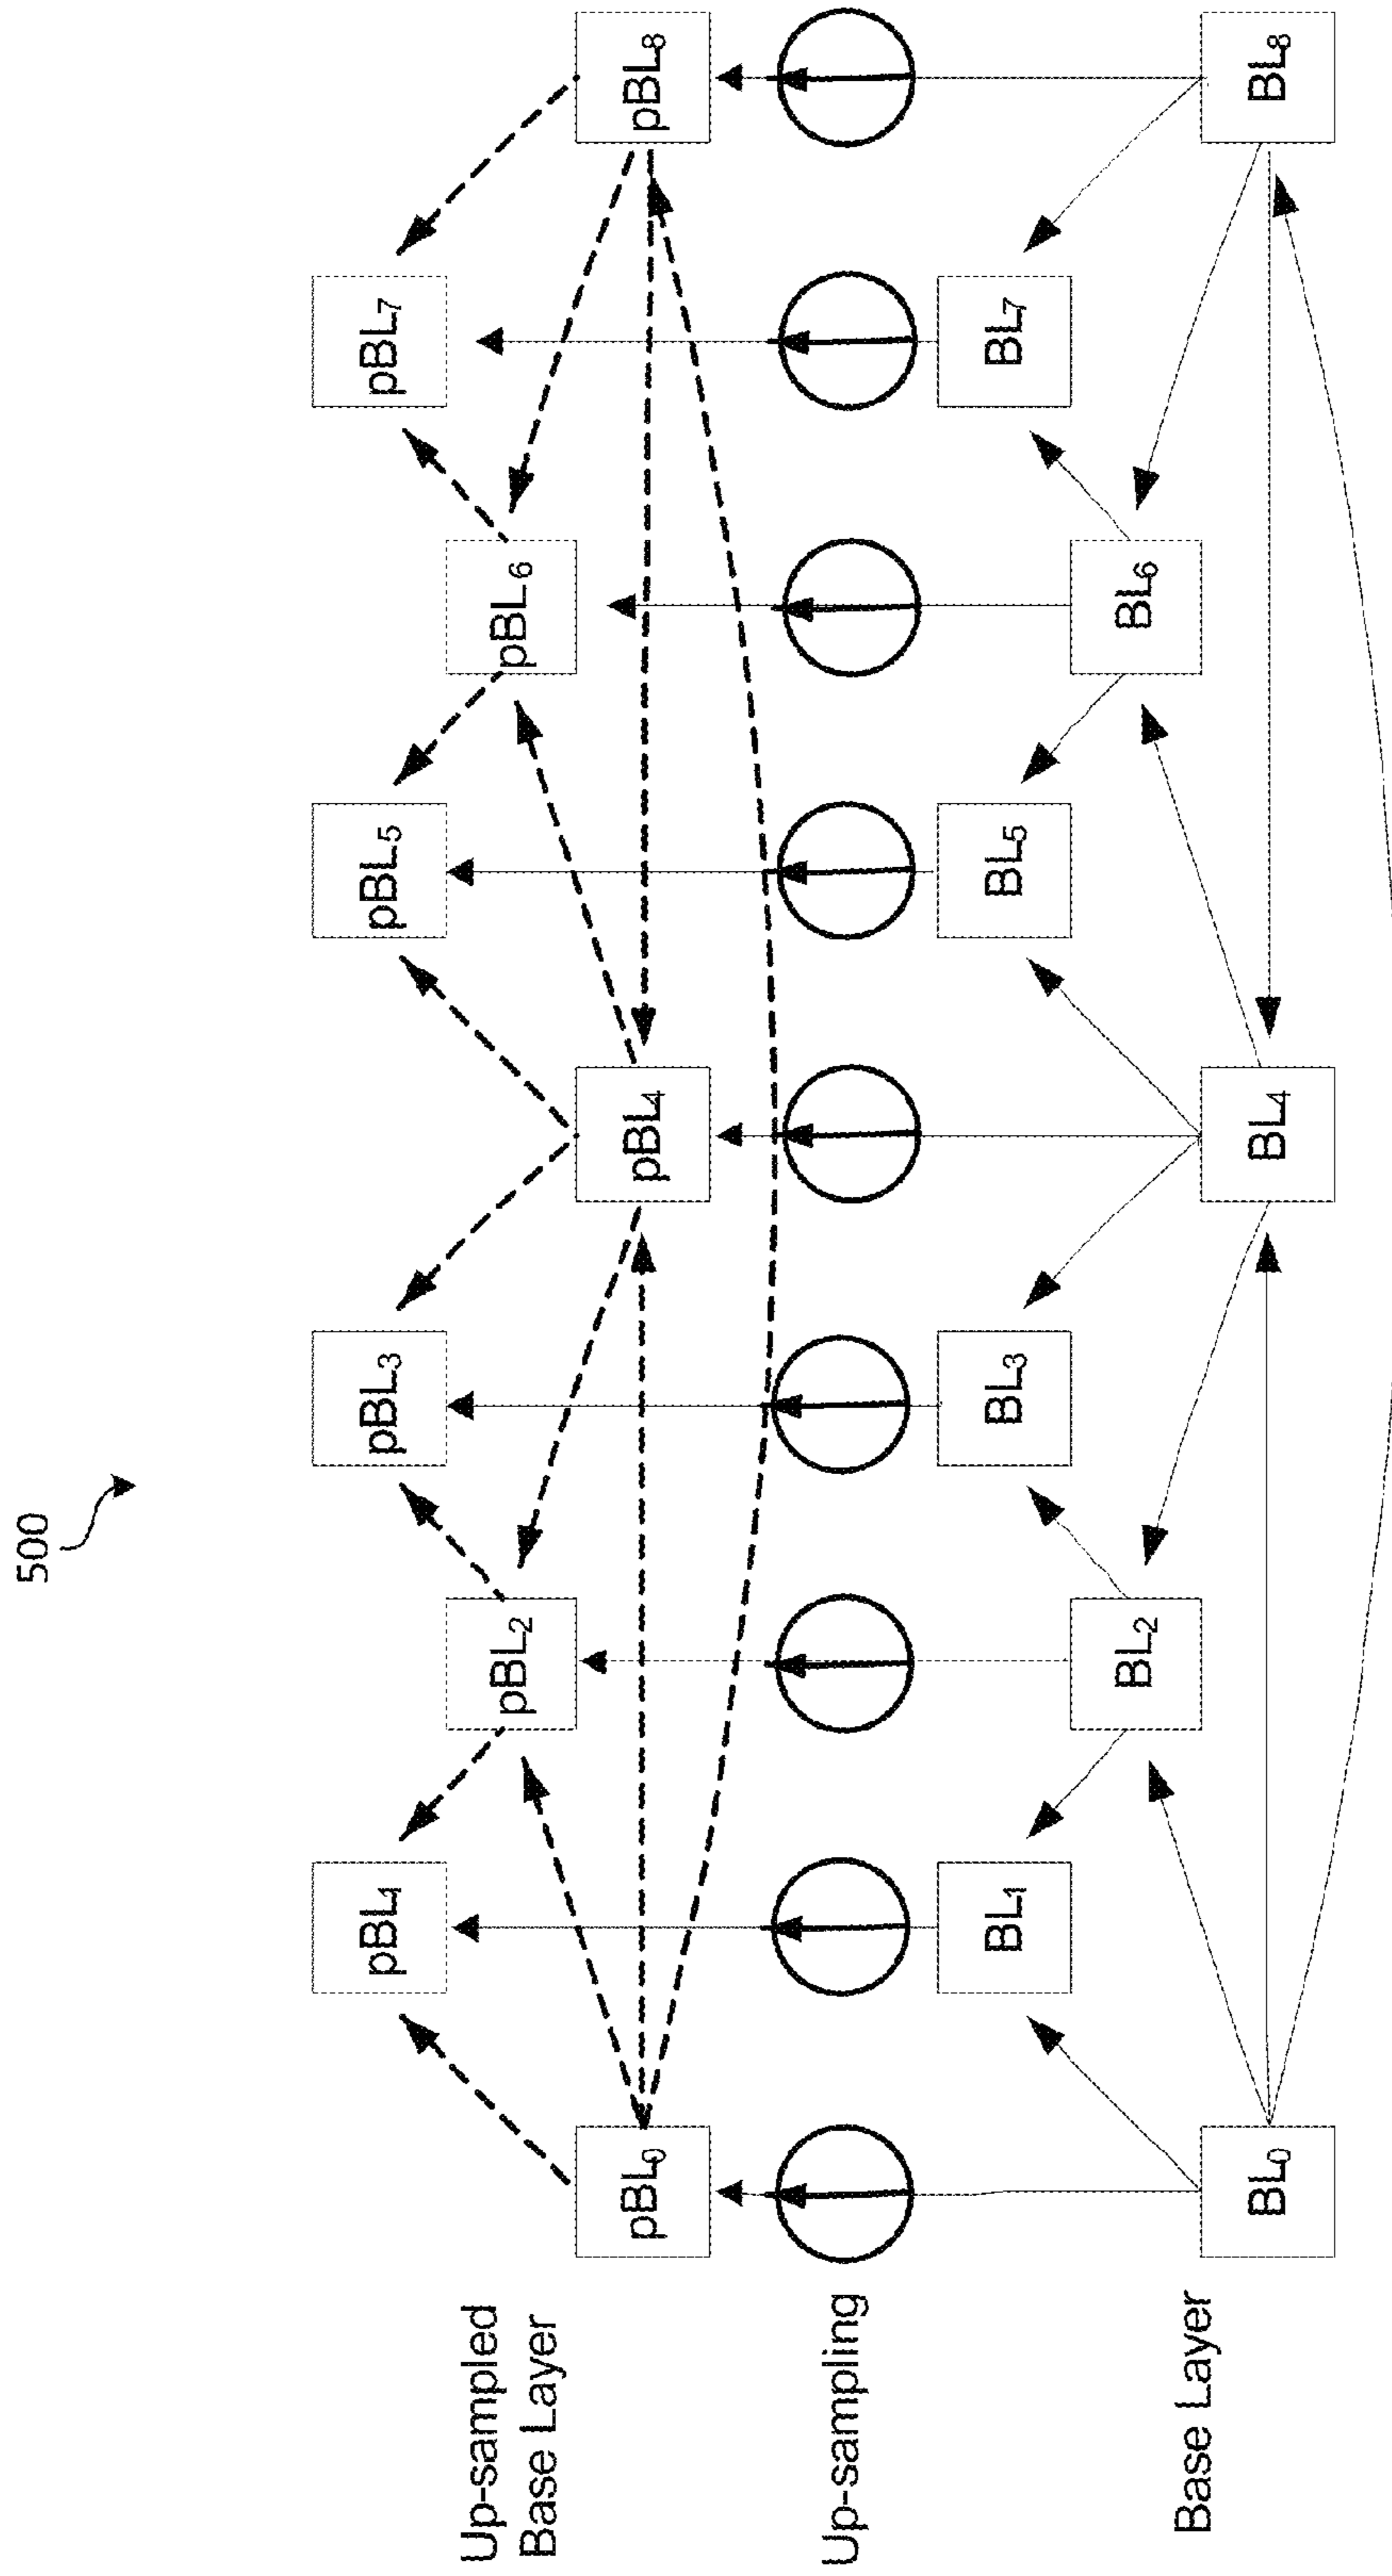 500
Up-sampled
Base Layer
pBL0
pBL1
pBL2
pBL3
pBL4
pBL5
pBL6
pBL7
pBL8
Up-sampling
Base Layer
BL0
BL1
BL2
BL3
BL4
BL5
BL6
BL7
BL8